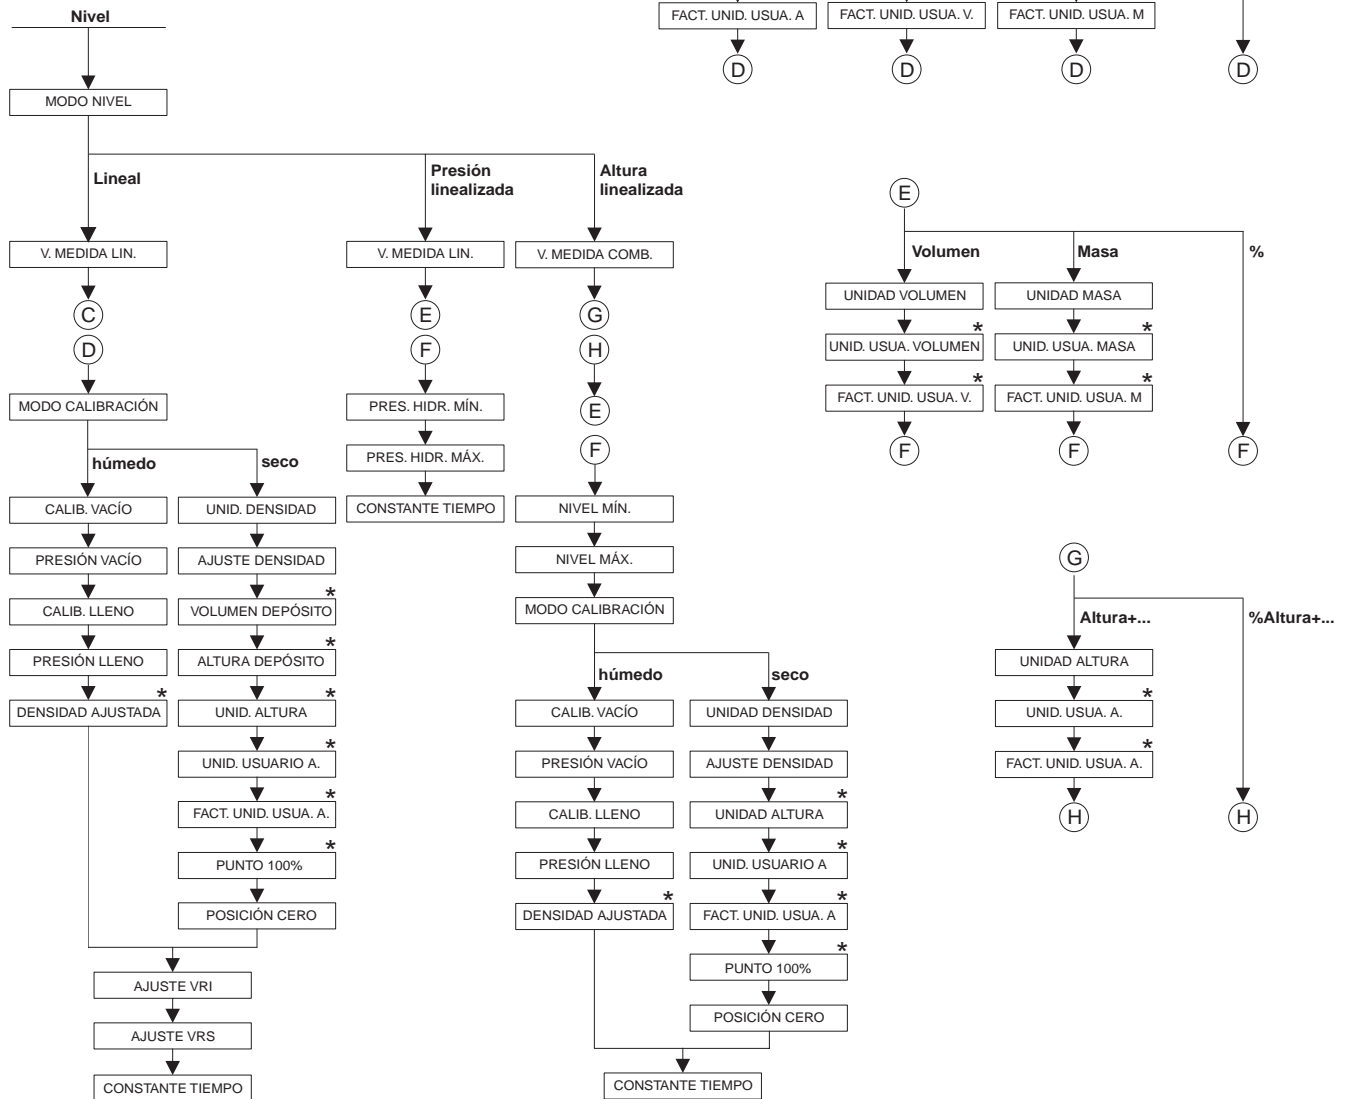 Nivel
FACT. UNID. USUA. A
FACT. UNID. USUA. V.
FACT. UNID. USUA. M
D
D
D
D
MODO NIVEL
Lineal
Presión
linealizada
Altura
linealizada
V. MEDIDA LIN.
V. MEDIDA LIN.
V. MEDIDA COMB.
C
D
E
F
G
H
E
F
MODO CALIBRACIÓN
PRES. HIDR. MÍN.
PRES. HIDR. MÁX.
CONSTANTE TIEMPO
húmedo
seco
CALIB. VACÍO
PRESIÓN VACÍO
CALIB. LLENO
PRESIÓN LLENO
*
DENSIDAD AJUSTADA
UNID. DENSIDAD
AJUSTE DENSIDAD
*
VOLUMEN DEPÓSITO
*
ALTURA DEPÓSITO
*
UNID. ALTURA
*
UNID. USUARIO A.
*
FACT. UNID. USUA. A.
*
PUNTO 100%
POSICIÓN CERO
AJUSTE VRI
AJUSTE VRS
CONSTANTE TIEMPO
NIVEL MÍN.
NIVEL MÁX.
MODO CALIBRACIÓN
húmedo
seco
CALIB. VACÍO
PRESIÓN VACÍO
CALIB. LLENO
PRESIÓN LLENO
*
DENSIDAD AJUSTADA
UNIDAD DENSIDAD
AJUSTE DENSIDAD
*
UNIDAD ALTURA
*
UNID. USUARIO A
*
FACT. UNID. USUA. A
*
PUNTO 100%
POSICIÓN CERO
CONSTANTE TIEMPO
E
Volumen
Masa
%
UNIDAD VOLUMEN
*
UNID. USUA. VOLUMEN
*
FACT. UNID. USUA. V.
F
UNIDAD MASA
*
UNID. USUA. MASA
*
FACT. UNID. USUA. M
F
F
G
Altura+...
%Altura+...
UNIDAD ALTURA
*
UNID. USUA. A.
*
FACT. UNID. USUA. A.
H
H